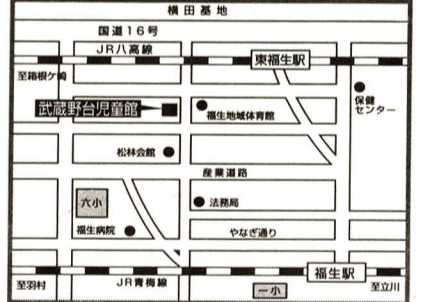 横田基地
国道16号
JR八高線
東福生駅
至箱根ケ崎
武蔵野台児童館
福生地域体育館
保健
センター
松林会館
産業道路
六小
法務局
福生病院
やなぎ通り
福生駅
至羽村
JR青梅線
一小
至立川